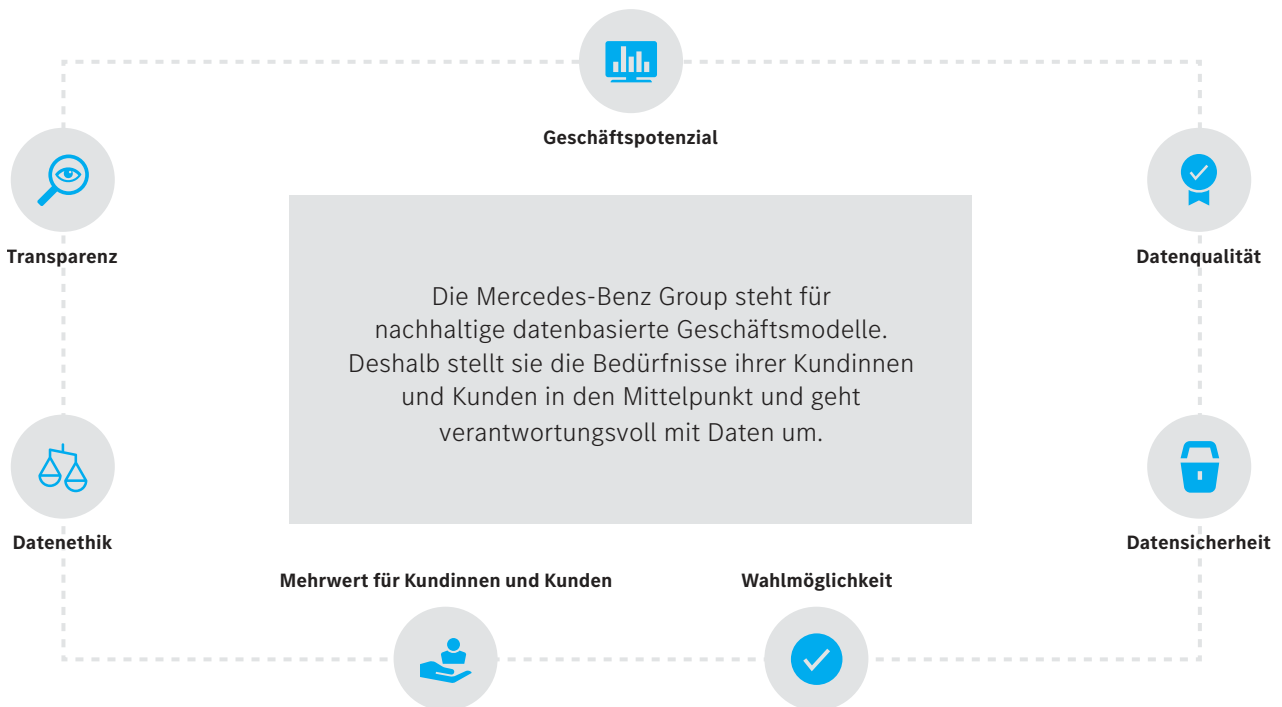 Geschäftspotenzial
Transparenz
Datenqualität
Die Mercedes-Benz Group steht für
nachhaltige datenbasierte Geschäftsmodelle.
Deshalb stellt sie die Bedürfnisse ihrer Kundinnen
und Kunden in den Mittelpunkt und geht
verantwortungsvoll mit Daten um.
Datenethik
Datensicherheit
Mehrwert für Kundinnen und Kunden
Wahlmöglichkeit